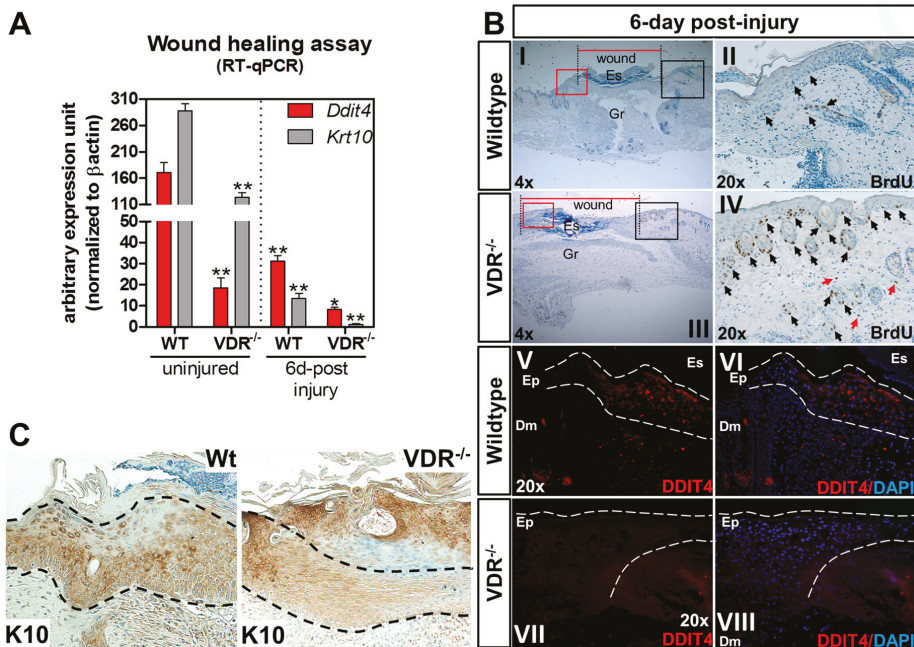 A
Wound healing assay
(RT-qPCR)
arbitrary expression unit
(normalized to βactin)
310
260
210
160
110
60
50
40
30
20
10
0
Ddit4
Krt10
**
**
**
**
*
**
WT
VDR-/-
WT
VDR-/-
uninjured
6d-post
injury
B
6-day post-injury
Wildtype
I
wound
Es
Gr
4x
II
20x
BrdU
VDR-/-
wound
Es
Gr
4x
III
IV
20x
BrdU
Wildtype
V
Ep
Dm
20x
DDIT4
VI
Es
Ep
Dm
DDIT4/DAPI
VDR-/-
Ep
VII
20x
DDIT4
Ep
VIII
Dm
DDIT4/DAPI
C
Wt
K10
VDR-/-
K10